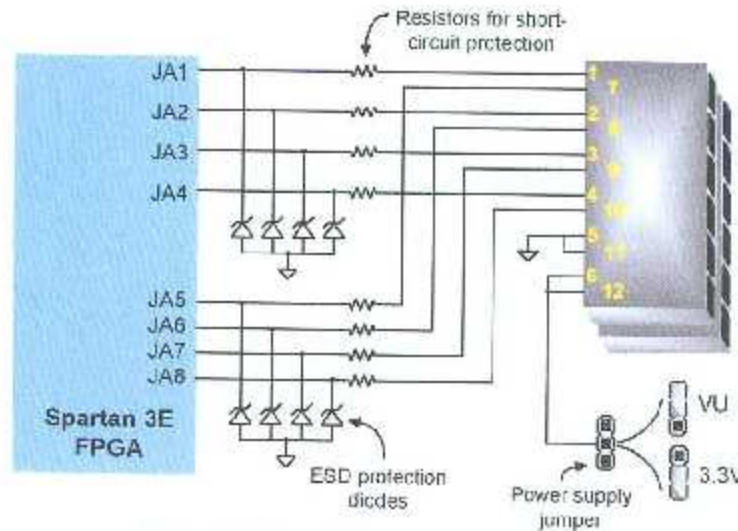 Resistors for short-
circuit protection
JA1
JA2
JA3
JA4
JA5
JA6
JA7
JA8
Spartan 3E
FPGA
1
7
2
8
3
9
4
10
5
11
6
12
ESD protection
diodes
Power supply
jumper
VU
3.3V